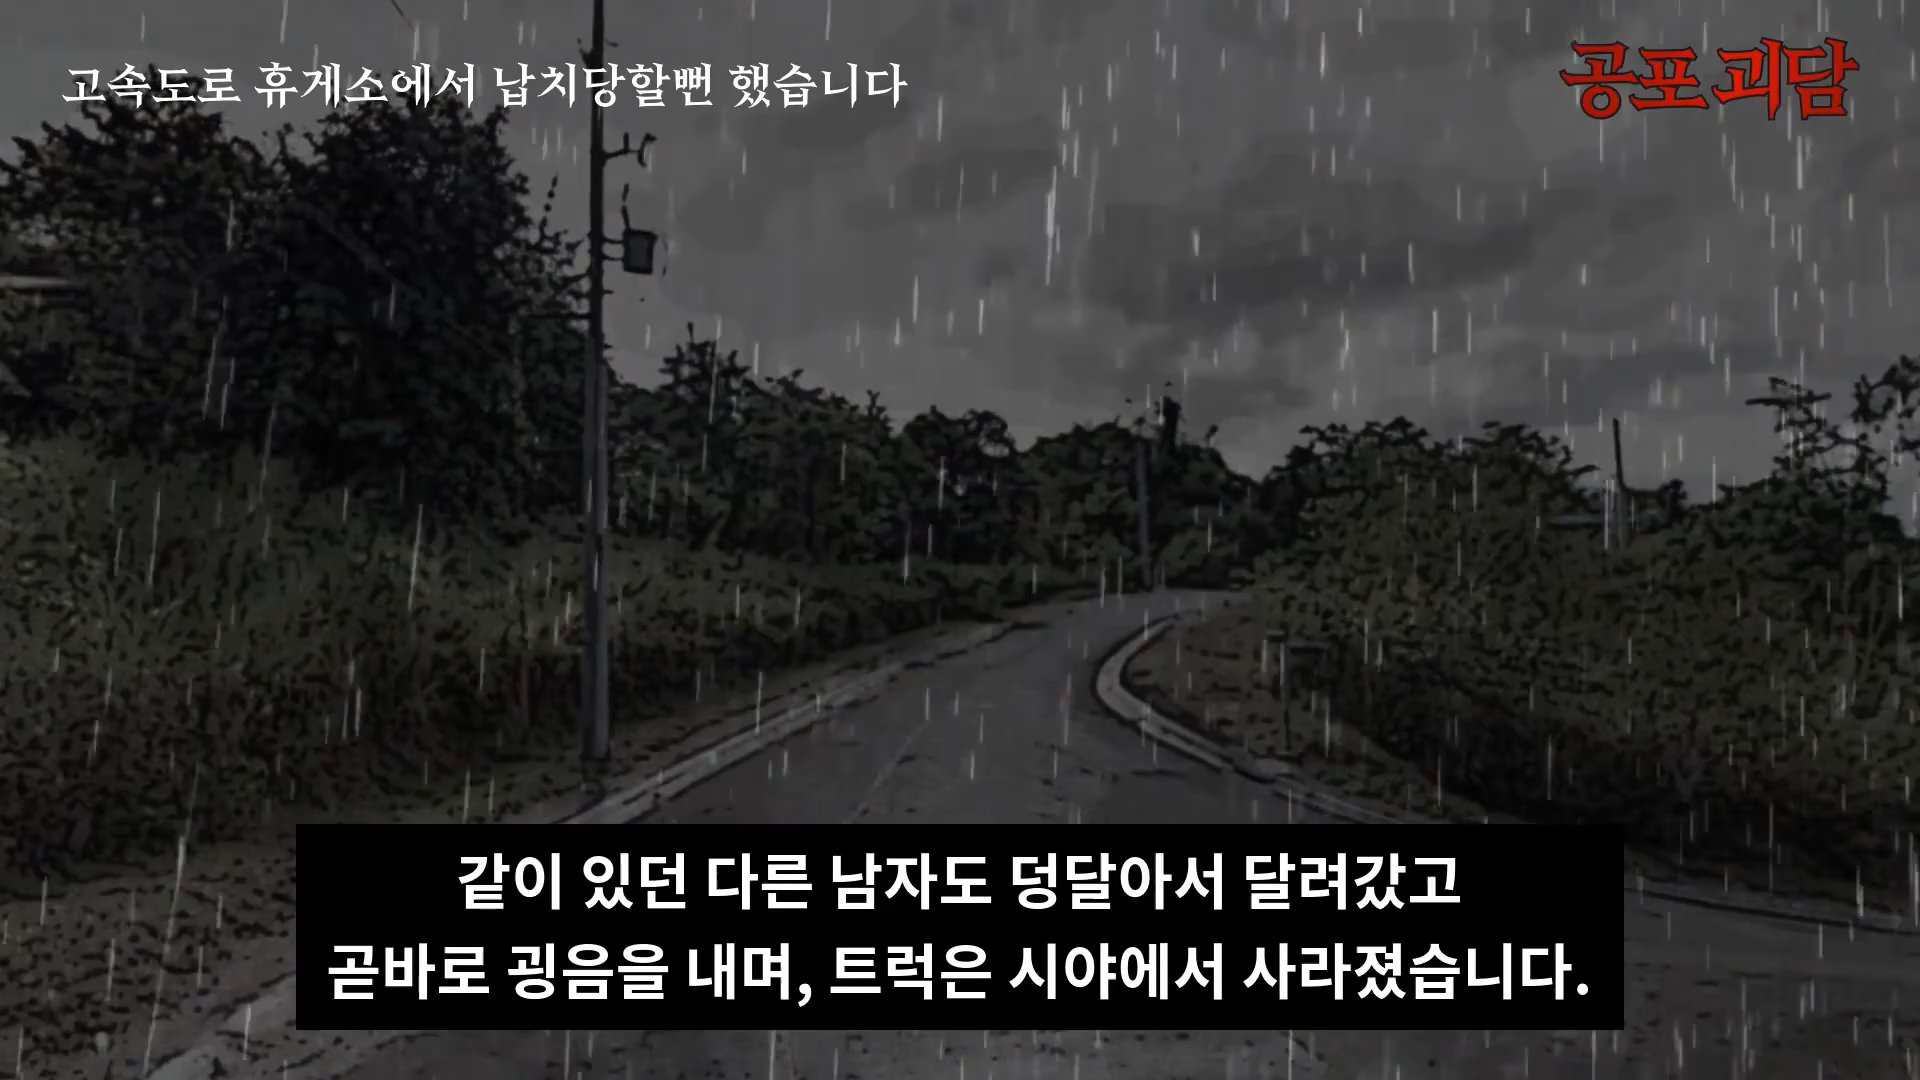 고속도로 휴게소에서 납치당할뻔 했습니다
공포 괴담
같이 있던 다른 남자도 덩달아서 달려갔고
곧바로 굉음을 내며, 트럭은 시야에서 사라졌습니다.